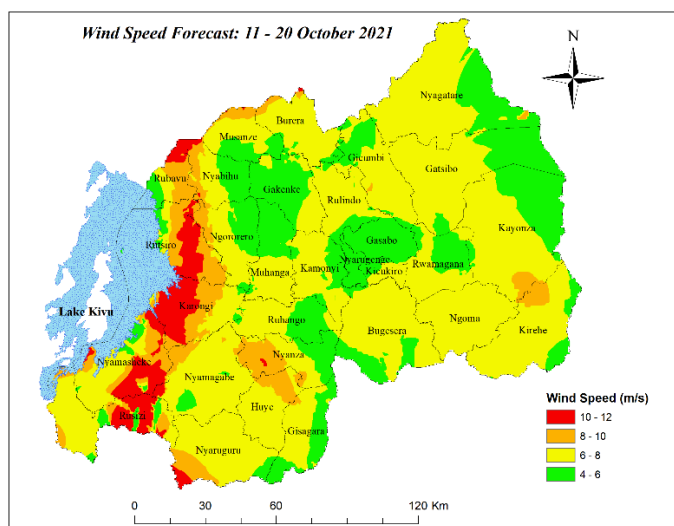 Wind Speed Forecast: 11 - 20 October 2021
N
Nyagatare
Burera
Musanze
Gicumbi
Rubavu
Nyabihu
Gakenke
Gatsibo
Rulindo
Kayonza
Rutsiro
Ngororero
Gasabo
Nyarugenge
Kicukiro
Rwamagana
Muhanga
Kamonyi
Lake Kivu
Karongi
Ruhango
Bugesera
Ngoma
Kirehe
Nyamasheke
Nyanza
Nyamagabe
Rusizi
Huye
Gisagara
Nyaruguru
Wind Speed (m/s)
10 - 12
8 - 10
6 - 8
4 - 6
0 30 60 120 Km